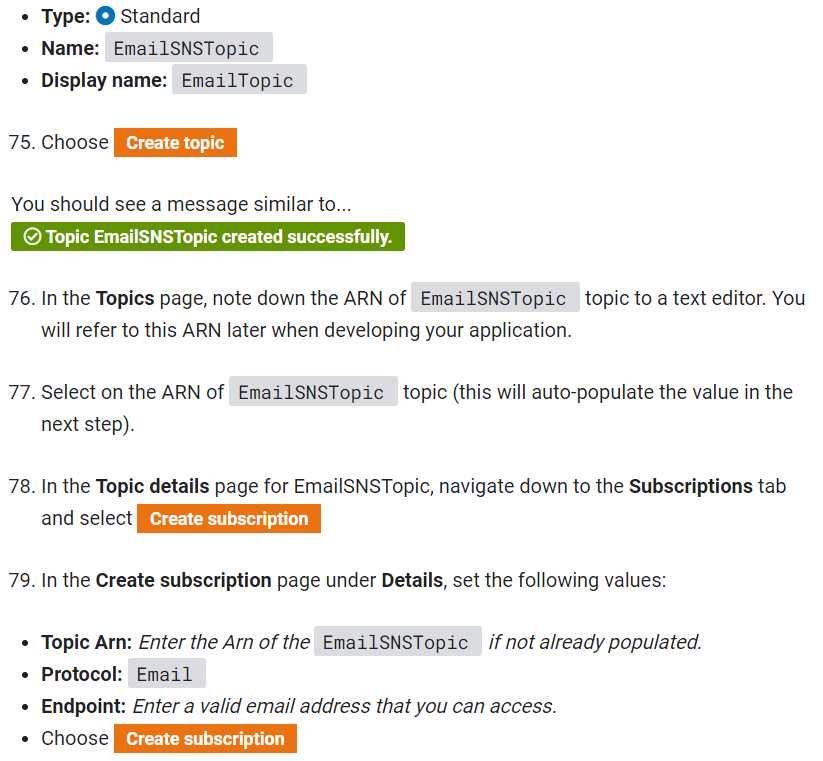 • Type: Standard
• Name: EmailSNSTopic
• Display name: EmailTopic
75. Choose Create topic
You should see a message similar to...
Topic EmailSNSTopic created successfully.
76. In the Topics page, note down the ARN of EmailSNSTopic topic to a text editor. You
will refer to this ARN later when developing your application.
77. Select on the ARN of EmailSNSTopic topic (this will auto-populate the value in the
next step).
78. In the Topic details page for EmailSNSTopic, navigate down to the Subscriptions tab
and select Create subscription
79. In the Create subscription page under Details, set the following values:
• Topic Arn: Enter the Arn of the EmailSNSTopic if not already populated.
• Protocol: Email
• Endpoint: Enter a valid email address that you can access.
• Choose Create subscription